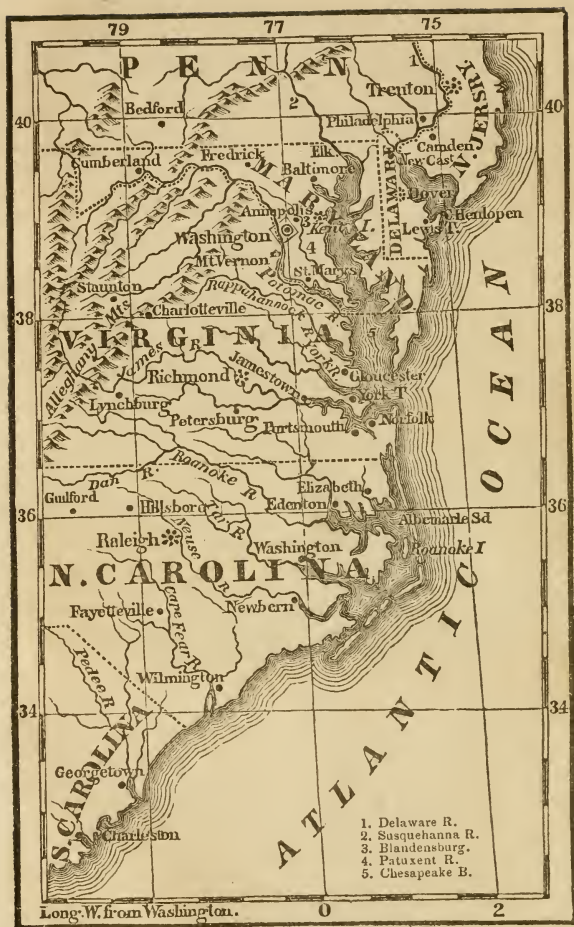 79 77 75
PENN
1
2
Trenton
N. JERSEY
Bedford
40 40
Philadelphia
Camden
New Cast.
Elk
Cumberland
Fredrick
Baltimore
MARYLAND
DELAWARE
Dover
Annapolis
3
Kent I.
Henlopen
Lewis T.
Washington
4
Mt. Vernon
St. Marys
Potomac R
Rappahannock R
Staunton
Charlotteville
38 38
VIRGINIA
5
York R
Alleghany Mts
James R
Richmond
Jamestown
Gloucester
York T
Lynchburg
Petersburg
Portsmouth
Norfolk
Dan R.
Roanoke R
Elizabeth
Guilford
Hillsboro
Tar R
Edenton
36 36
Albemarle Sd
Raleigh
Neuse R
Washington
Roanoke I
N. CAROLINA
Fayetteville
Cape Fear R
Newbern
Pedee R
Wilmington
34 34
S. CAROLINA
Georgetown
Charleston
ATLANTIC OCEAN
1. Delaware R.
2. Susquehanna R.
3. Blandensburg.
4. Patuxent R.
5. Chesapeake B.
Long. W. from Washington. 0 2